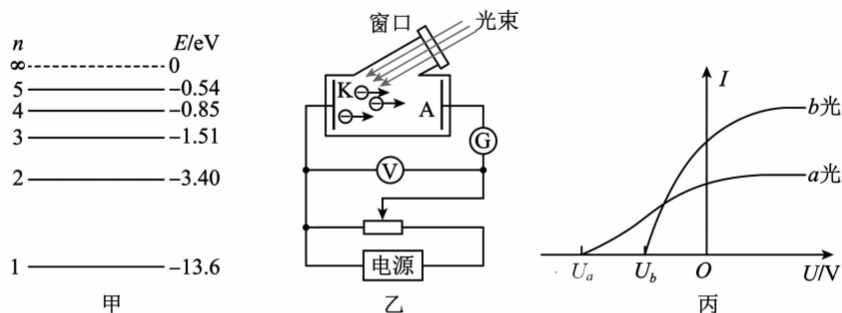 n E/eV
∞ 0
5 -0.54
4 -0.85
3 -1.51
2 -3.40
1 -13.6
甲
窗口 光束
K A
G
V
电源
乙
I
b光
a光
U_a U_b O U/V
丙